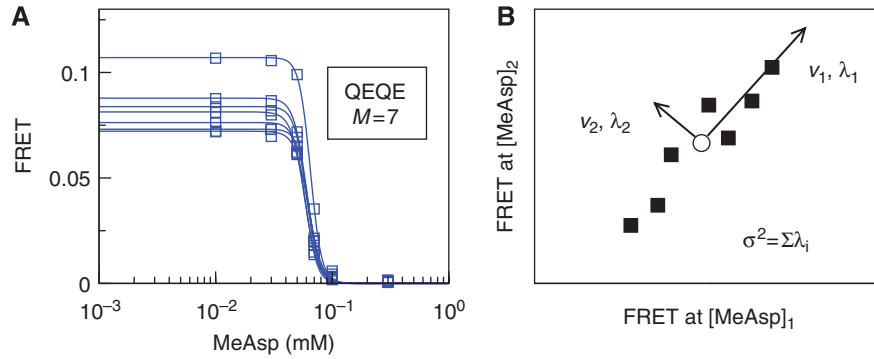 A
FRET
0.1
0.05
0
QEQE
M=7
10⁻³ 10⁻² 10⁻¹ 10⁰
MeAsp (mM)
B
FRET at [MeAsp]₂
v₁, λ₁
v₂, λ₂
σ²=Σλᵢ
FRET at [MeAsp]₁